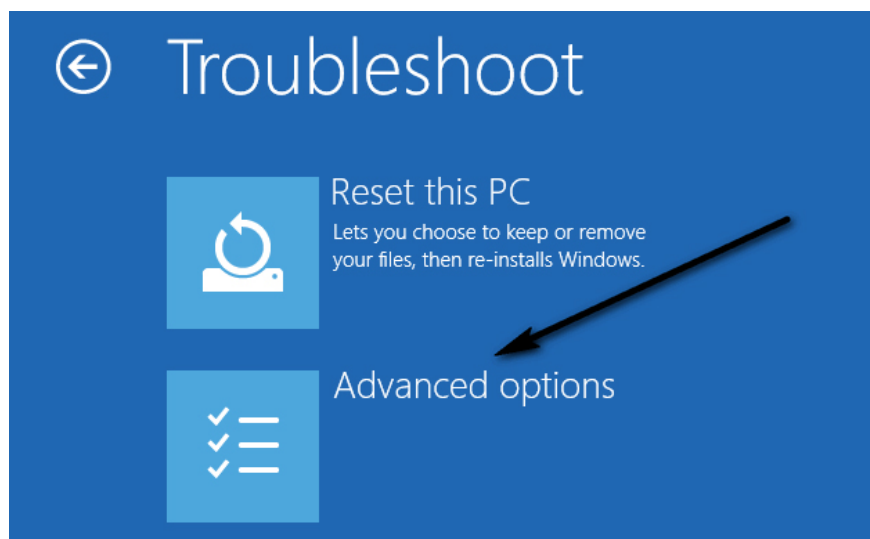 Troubleshoot
Reset this PC
Lets you choose to keep or remove
your files, then re-installs Windows.
Advanced options